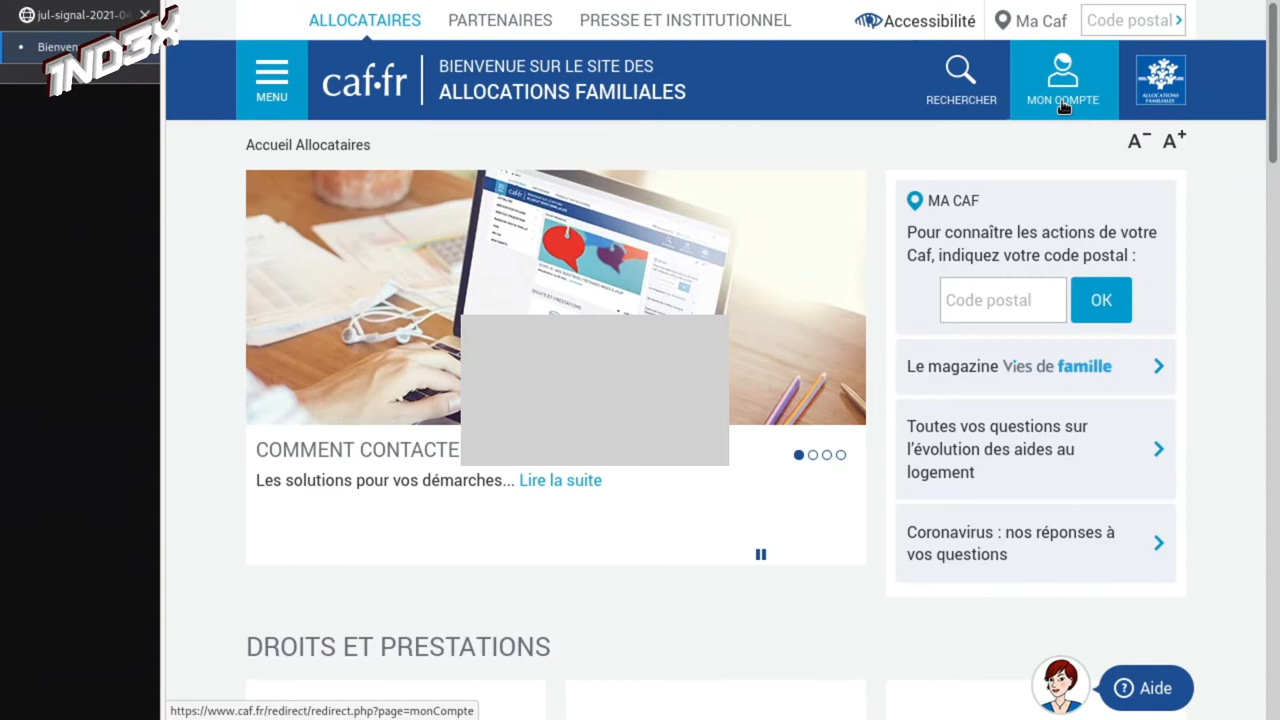 jul-signal-2021-04
Bienven
1ND3X
ALLOCATAIRES
PARTENAIRES
PRESSE ET INSTITUTIONNEL
Accessibilité
Ma Caf
Code postal
MENU
caf.fr
BIENVENUE SUR LE SITE DES
ALLOCATIONS FAMILIALES
RECHERCHER
MON COMPTE
ALLOCATIONS
FAMILIALES
Accueil Allocataires
A- A+
COMMENT CONTACTE
Les solutions pour vos démarches... Lire la suite
MA CAF
Pour connaître les actions de votre
Caf, indiquez votre code postal :
Code postal
OK
Le magazine Vies de famille
Toutes vos questions sur
l'évolution des aides au
logement
Coronavirus : nos réponses à
vos questions
DROITS ET PRESTATIONS
Aide
https://www.caf.fr/redirect/redirect.php?page=monCompte